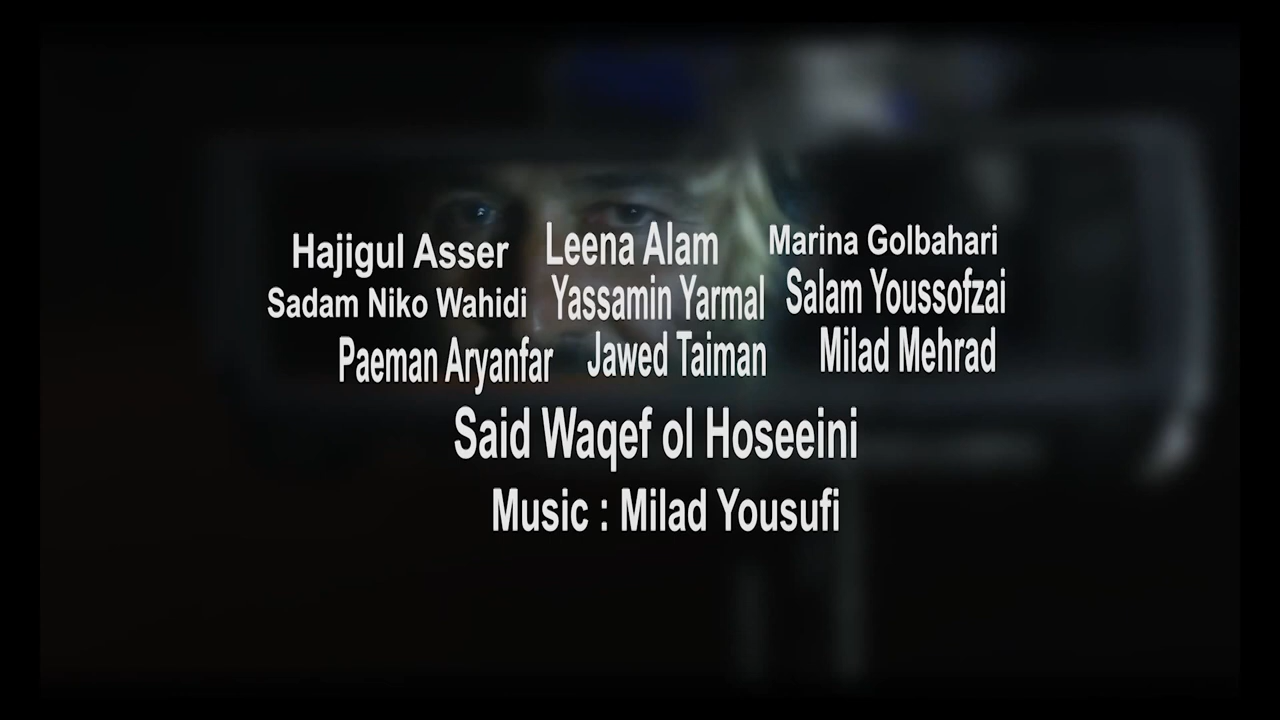 Hajigul Asser Leena Alam Marina Golbahari
Sadam Niko Wahidi Yassamin Yarmal Salam Youssofzai
Paeman Aryanfar Jawed Taiman Milad Mehrad
Said Waqef ol Hoseeini
Music : Milad Yousufi